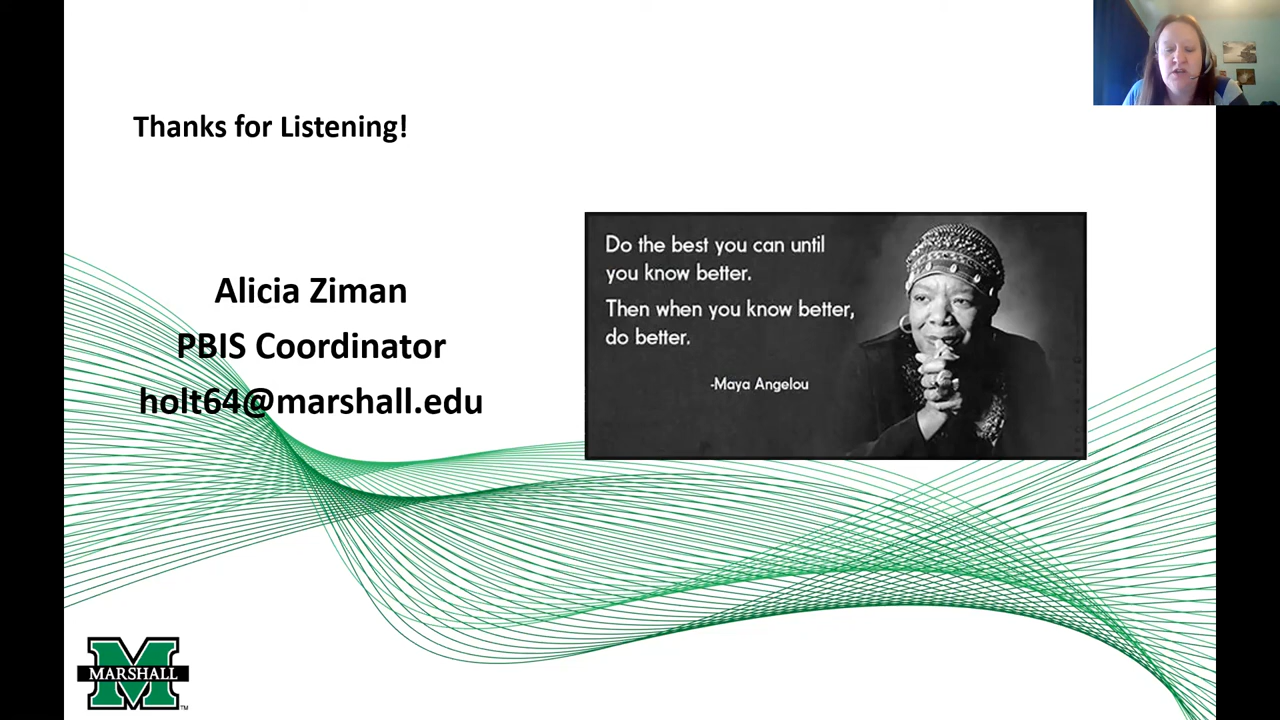 Thanks for Listening!
Alicia Ziman
PBIS Coordinator
holt64@marshall.edu
Do the best you can until
you know better.
Then when you know better,
do better.
-Maya Angelou
MARSHALL
TM